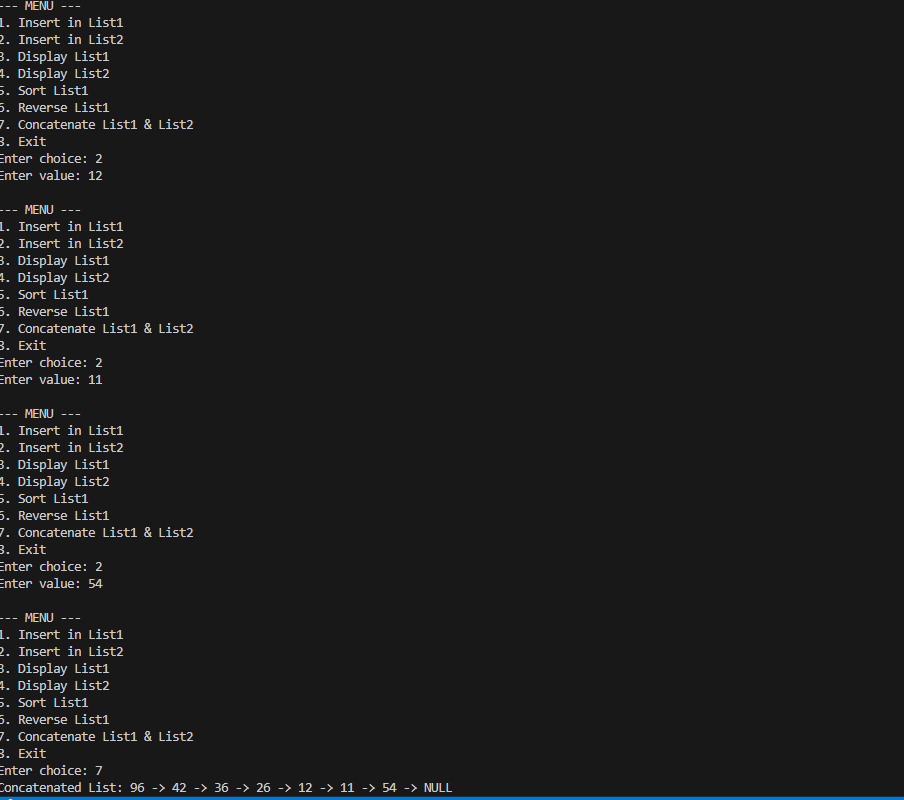 --- MENU ---
1. Insert in List1
2. Insert in List2
3. Display List1
4. Display List2
5. Sort List1
6. Reverse List1
7. Concatenate List1 & List2
8. Exit
Enter choice: 2
Enter value: 12
--- MENU ---
1. Insert in List1
2. Insert in List2
3. Display List1
4. Display List2
5. Sort List1
6. Reverse List1
7. Concatenate List1 & List2
8. Exit
Enter choice: 2
Enter value: 11
--- MENU ---
1. Insert in List1
2. Insert in List2
3. Display List1
4. Display List2
5. Sort List1
6. Reverse List1
7. Concatenate List1 & List2
8. Exit
Enter choice: 2
Enter value: 54
--- MENU ---
1. Insert in List1
2. Insert in List2
3. Display List1
4. Display List2
5. Sort List1
6. Reverse List1
7. Concatenate List1 & List2
8. Exit
Enter choice: 7
Concatenated List: 96 -> 42 -> 36 -> 26 -> 12 -> 11 -> 54 -> NULL